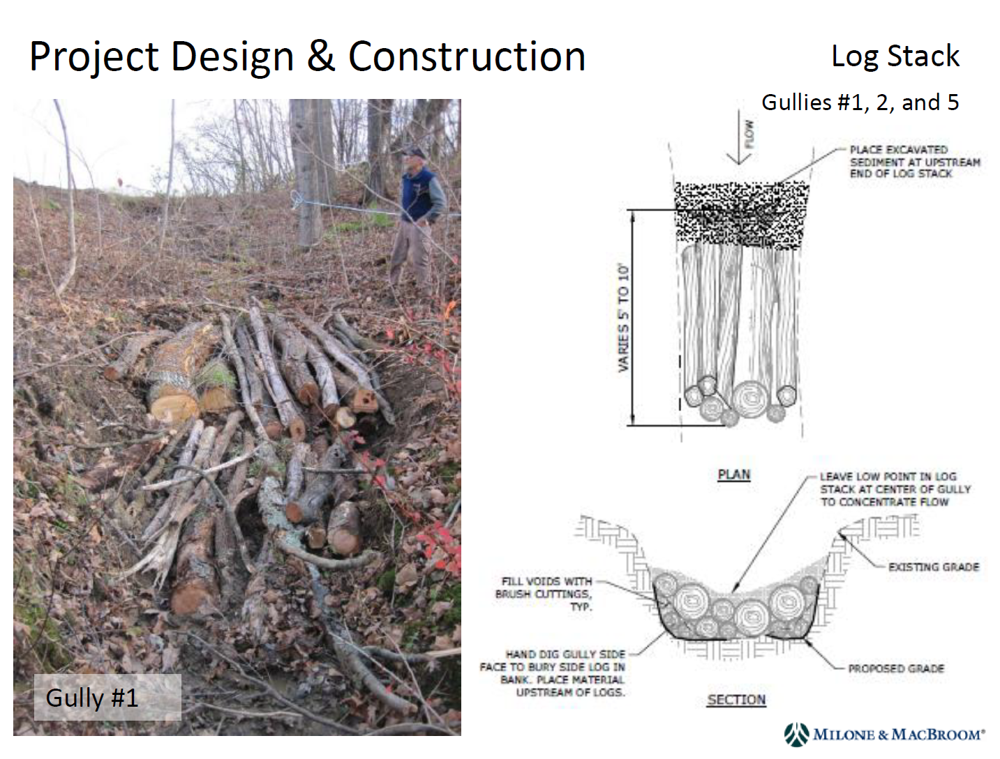 Project Design & Construction
Log Stack
Gullies #1, 2, and 5
FLOW
PLACE EXCAVATED
SEDIMENT AT UPSTREAM
END OF LOG STACK
VARIES 5' TO 10'
PLAN
LEAVE LOW POINT IN LOG
STACK AT CENTER OF GULLY
TO CONCENTRATE FLOW
EXISTING GRADE
FILL VOIDS WITH
BRUSH CUTTINGS,
TYP.
HAND DIG GULLY SIDE
FACE TO BURY SIDE LOG IN
BANK. PLACE MATERIAL
UPSTREAM OF LOGS.
PROPOSED GRADE
SECTION
Gully #1
MILONE & MACBROOM®